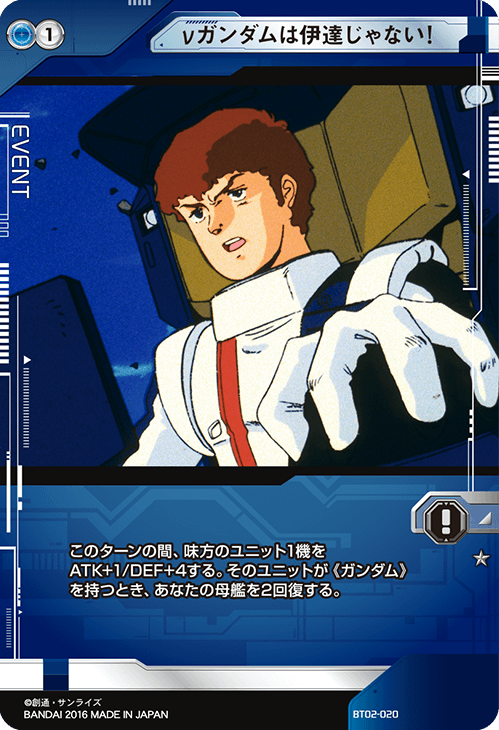 1
νガンダムは伊達じゃない!
EVENT
このターンの間、味方のユニット1機を
ATK+1/DEF+4する。そのユニットが《ガンダム》
を持つとき、あなたの母艦を2回復する。
©創通・サンライズ
BANDAI 2016 MADE IN JAPAN
BT02-020